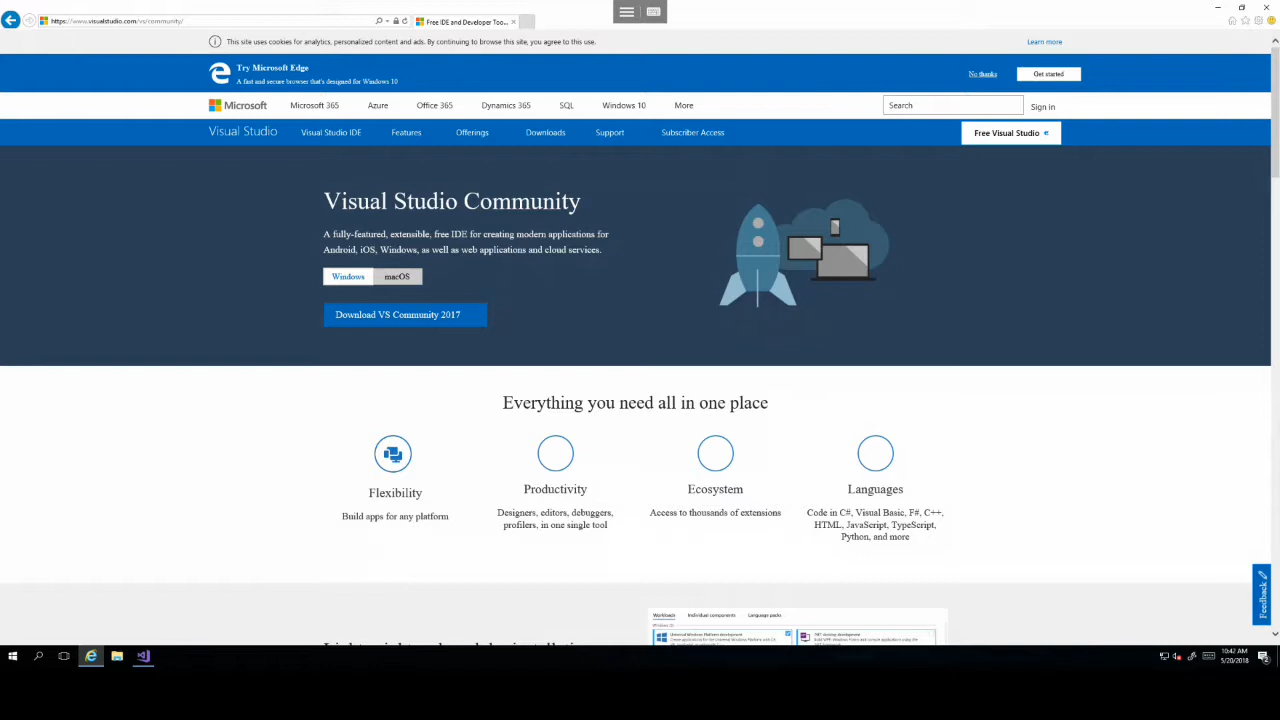 https://www.visualstudio.com/vs/community/
Free IDE and Developer Too...
This site uses cookies for analytics, personalized content and ads. By continuing to browse this site, you agree to this use.
Learn more
Try Microsoft Edge
A fast and secure browser that's designed for Windows 10
No thanks
Get started
Microsoft
Microsoft 365
Azure
Office 365
Dynamics 365
SQL
Windows 10
More
Search
Sign in
Visual Studio
Visual Studio IDE
Features
Offerings
Downloads
Support
Subscriber Access
Free Visual Studio
Visual Studio Community
A fully-featured, extensible, free IDE for creating modern applications for
Android, iOS, Windows, as well as web applications and cloud services.
Windows
macOS
Download VS Community 2017
Everything you need all in one place
Flexibility
Build apps for any platform
Productivity
Designers, editors, debuggers,
profilers, in one single tool
Ecosystem
Access to thousands of extensions
Languages
Code in C#, Visual Basic, F#, C++,
HTML, JavaScript, TypeScript,
Python, and more
Feedback
Workloads
Individual components
Language packs
Universal Windows Platform development
.NET desktop development
10:42 AM
5/20/2018